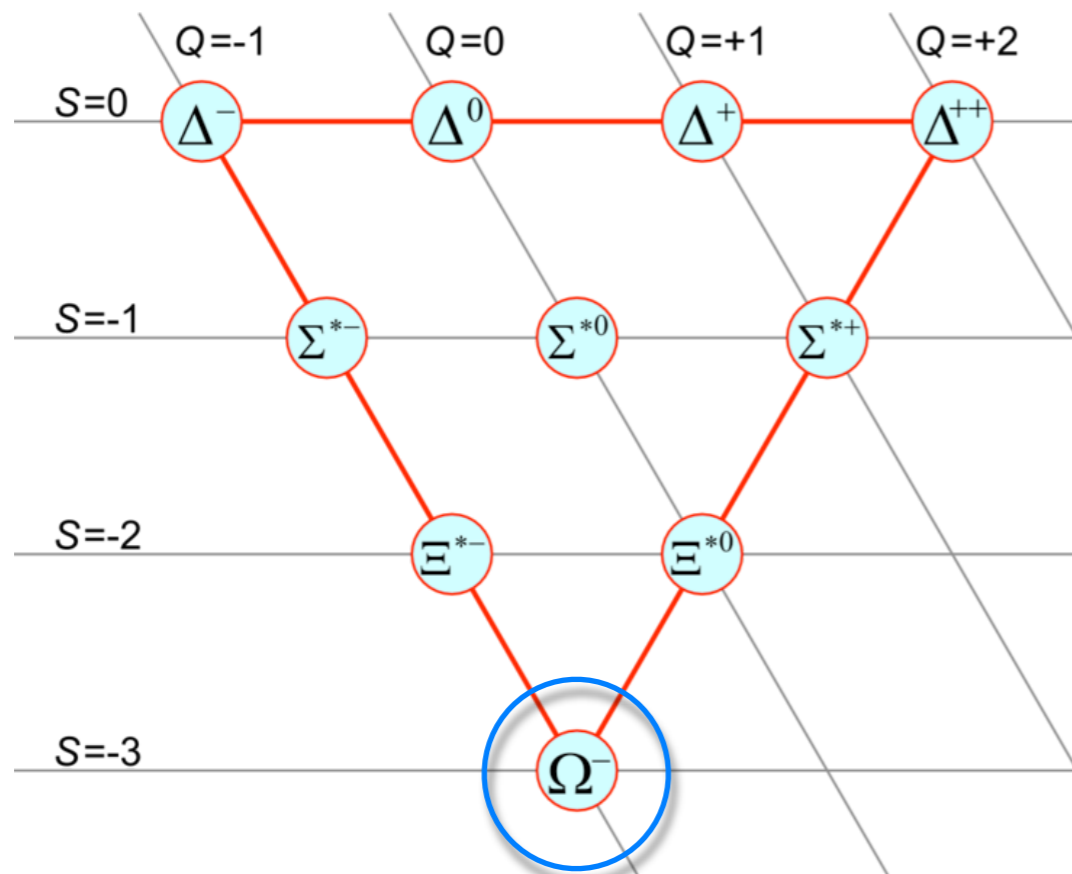 Q=-1 Q=0 Q=+1 Q=+2
S=0 Δ⁻ Δ⁰ Δ⁺ Δ⁺⁺
S=-1 Σ*⁻ Σ*⁰ Σ*⁺
S=-2 Ξ*⁻ Ξ*⁰
S=-3 Ω⁻